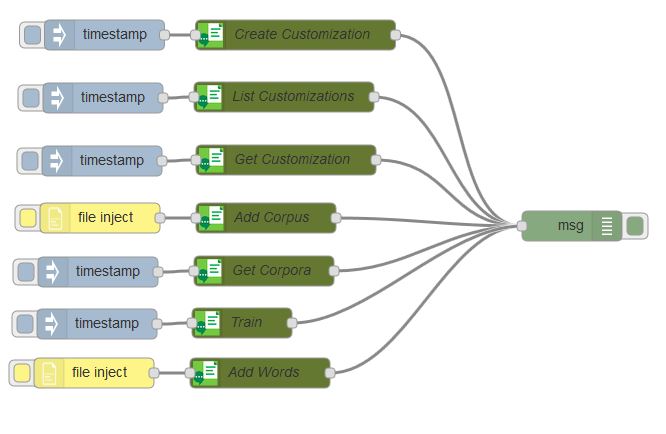 timestamp Create Customization
timestamp List Customizations
timestamp Get Customization
file inject Add Corpus
msg
timestamp Get Corpora
timestamp Train
file inject Add Words